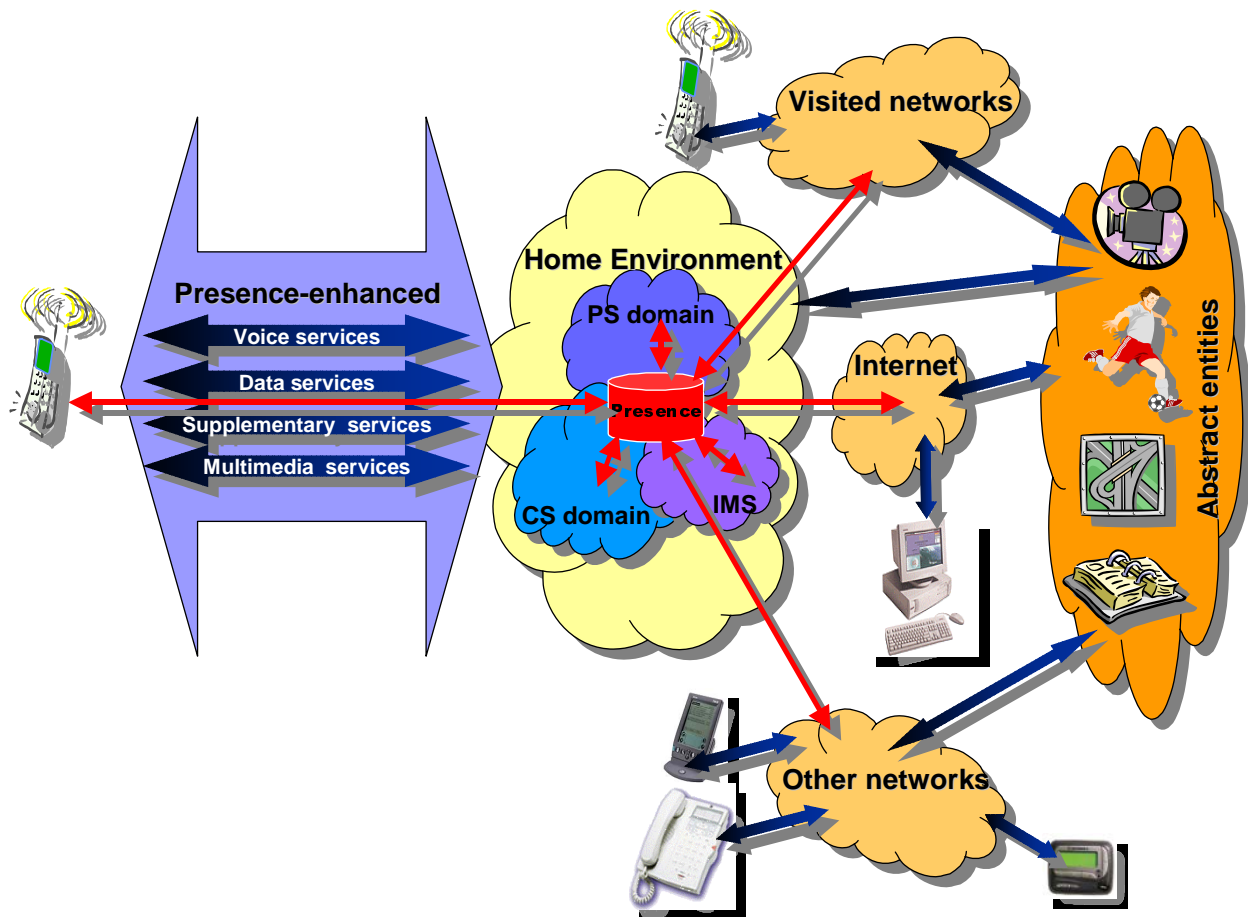 Visited networks
Home Environment
Presence-enhanced
PS domain
Voice services
Internet
Data services
Presence
Supplementary services
Multimedia services
IMS
CS domain
Abstract entities
Other networks